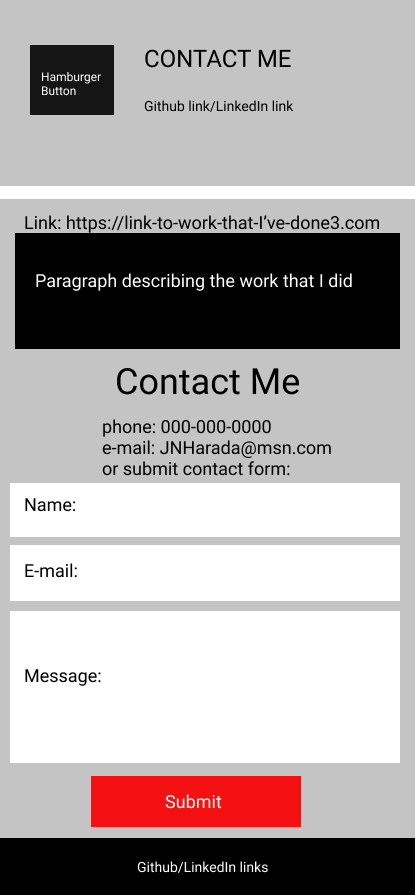 Hamburger
Button
CONTACT ME
Github link/LinkedIn link
Link: https://link-to-work-that-I’ve-done3.com
Paragraph describing the work that I did
Contact Me
phone: 000-000-0000
e-mail: JNHarada@msn.com
or submit contact form:
Name:
E-mail:
Message:
Submit
Github/LinkedIn links